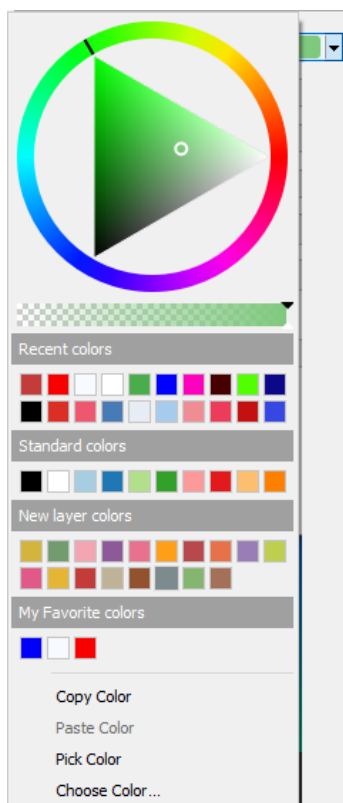 Recent colors
Standard colors
New layer colors
My Favorite colors
Copy Color
Paste Color
Pick Color
Choose Color...